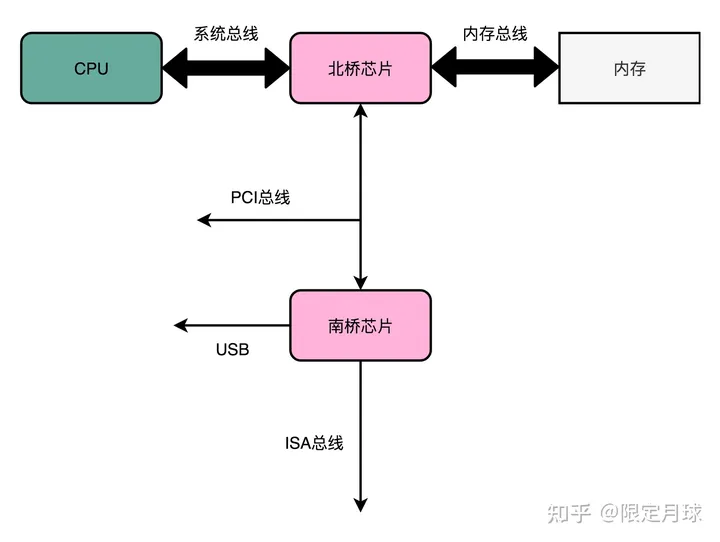 系统总线
内存总线
CPU
北桥芯片
内存
PCI总线
南桥芯片
USB
ISA总线
知乎 @限定月球